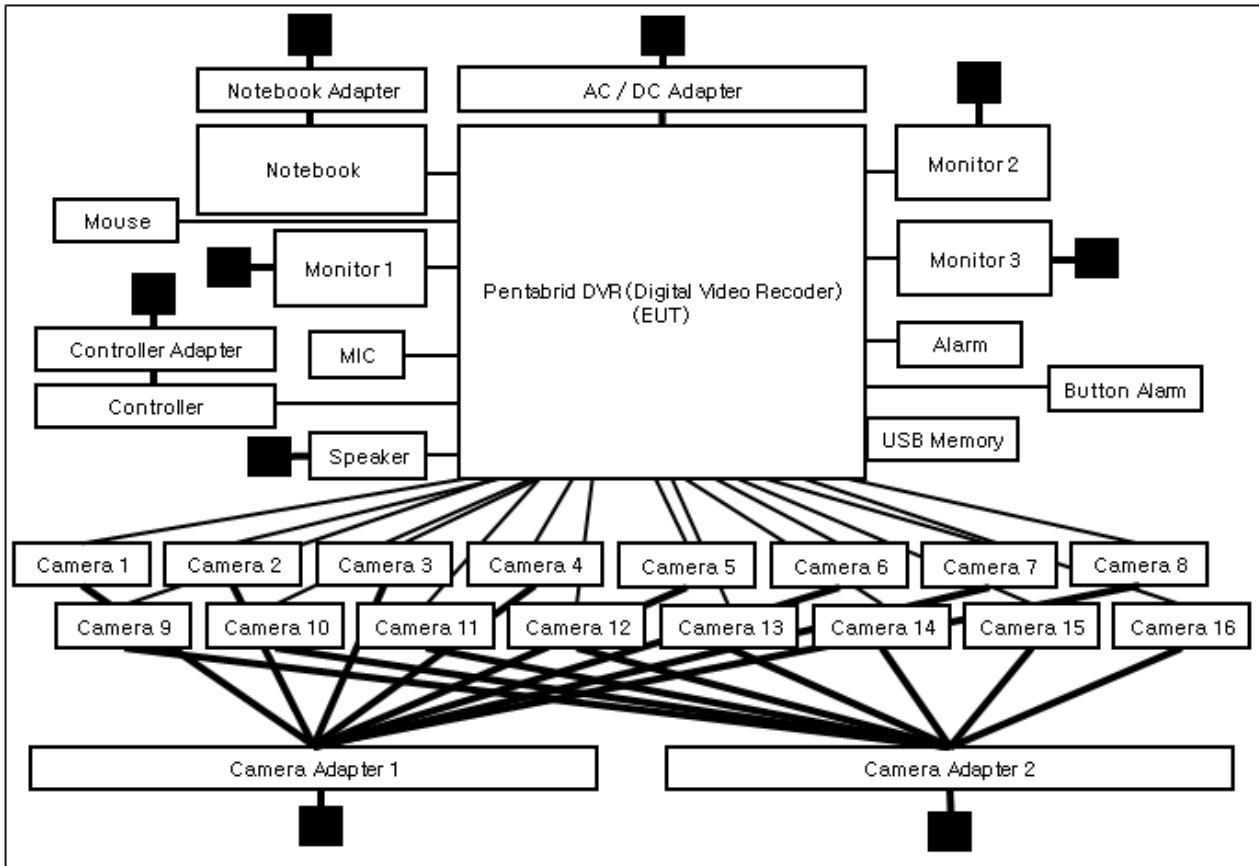 Notebook Adapter
AC / DC Adapter
Notebook
Monitor 2
Mouse
Monitor 1
Monitor 3
Pentabrid DVR(Digital Video Recoder)
(EUT)
Controller Adapter
MIC
Alarm
Controller
Button Alarm
Speaker
USB Memory
Camera 1
Camera 2
Camera 3
Camera 4
Camera 5
Camera 6
Camera 7
Camera 8
Camera 9
Camera 10
Camera 11
Camera 12
Camera 13
Camera 14
Camera 15
Camera 16
Camera Adapter 1
Camera Adapter 2